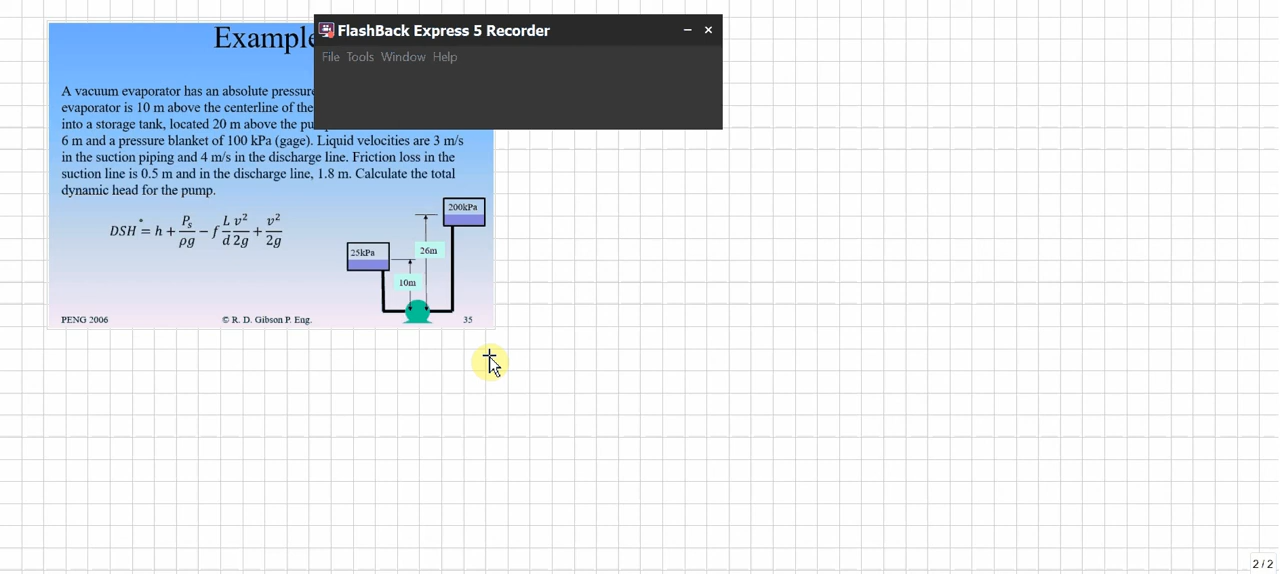 FlashBack Express 5 Recorder
File Tools Window Help
Example
A vacuum evaporator has an absolute pressure
evaporator is 10 m above the centerline of the
into a storage tank, located 20 m above the
6 m and a pressure blanket of 100 kPa (gage). Liquid velocities are 3 m/s
in the suction piping and 4 m/s in the discharge line. Friction loss in the
suction line is 0.5 m and in the discharge line, 1.8 m. Calculate the total
dynamic head for the pump.
DSH = h + P_s/ρg − f L/d v²/2g + v²/2g
200kPa
25kPa
26m
10m
PENG 2006 © R. D. Gibson P. Eng. 35
2 / 2